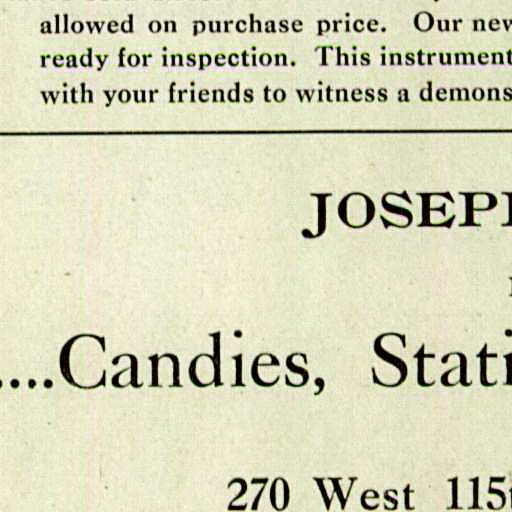 allowed on purchase price. Our new
ready for inspection. This instrument
with your friends to witness a demons
JOSEP
....Candies, Stati
270 West 115